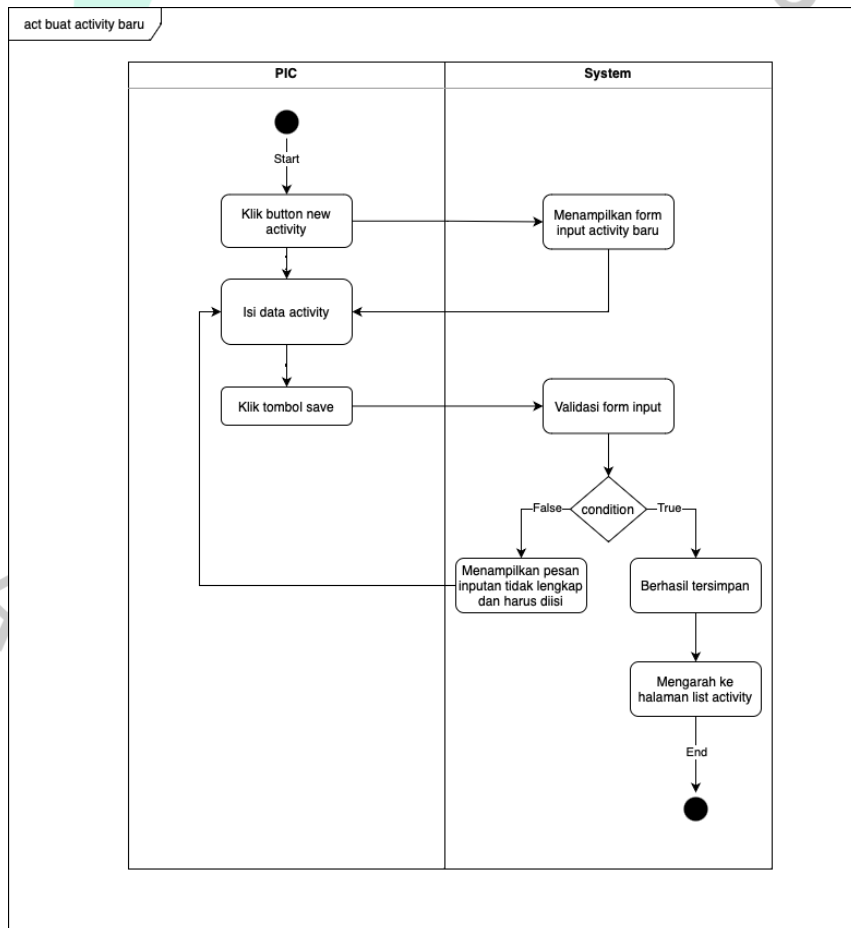 act buat activity baru
PIC
System
Start
Klik button new
activity
Menampilkan form
input activity baru
Isi data activity
Klik tombol save
Validasi form input
False
condition
True
Menampilkan pesan
inputan tidak lengkap
dan harus diisi
Berhasil tersimpan
Mengarah ke
halaman list activity
End